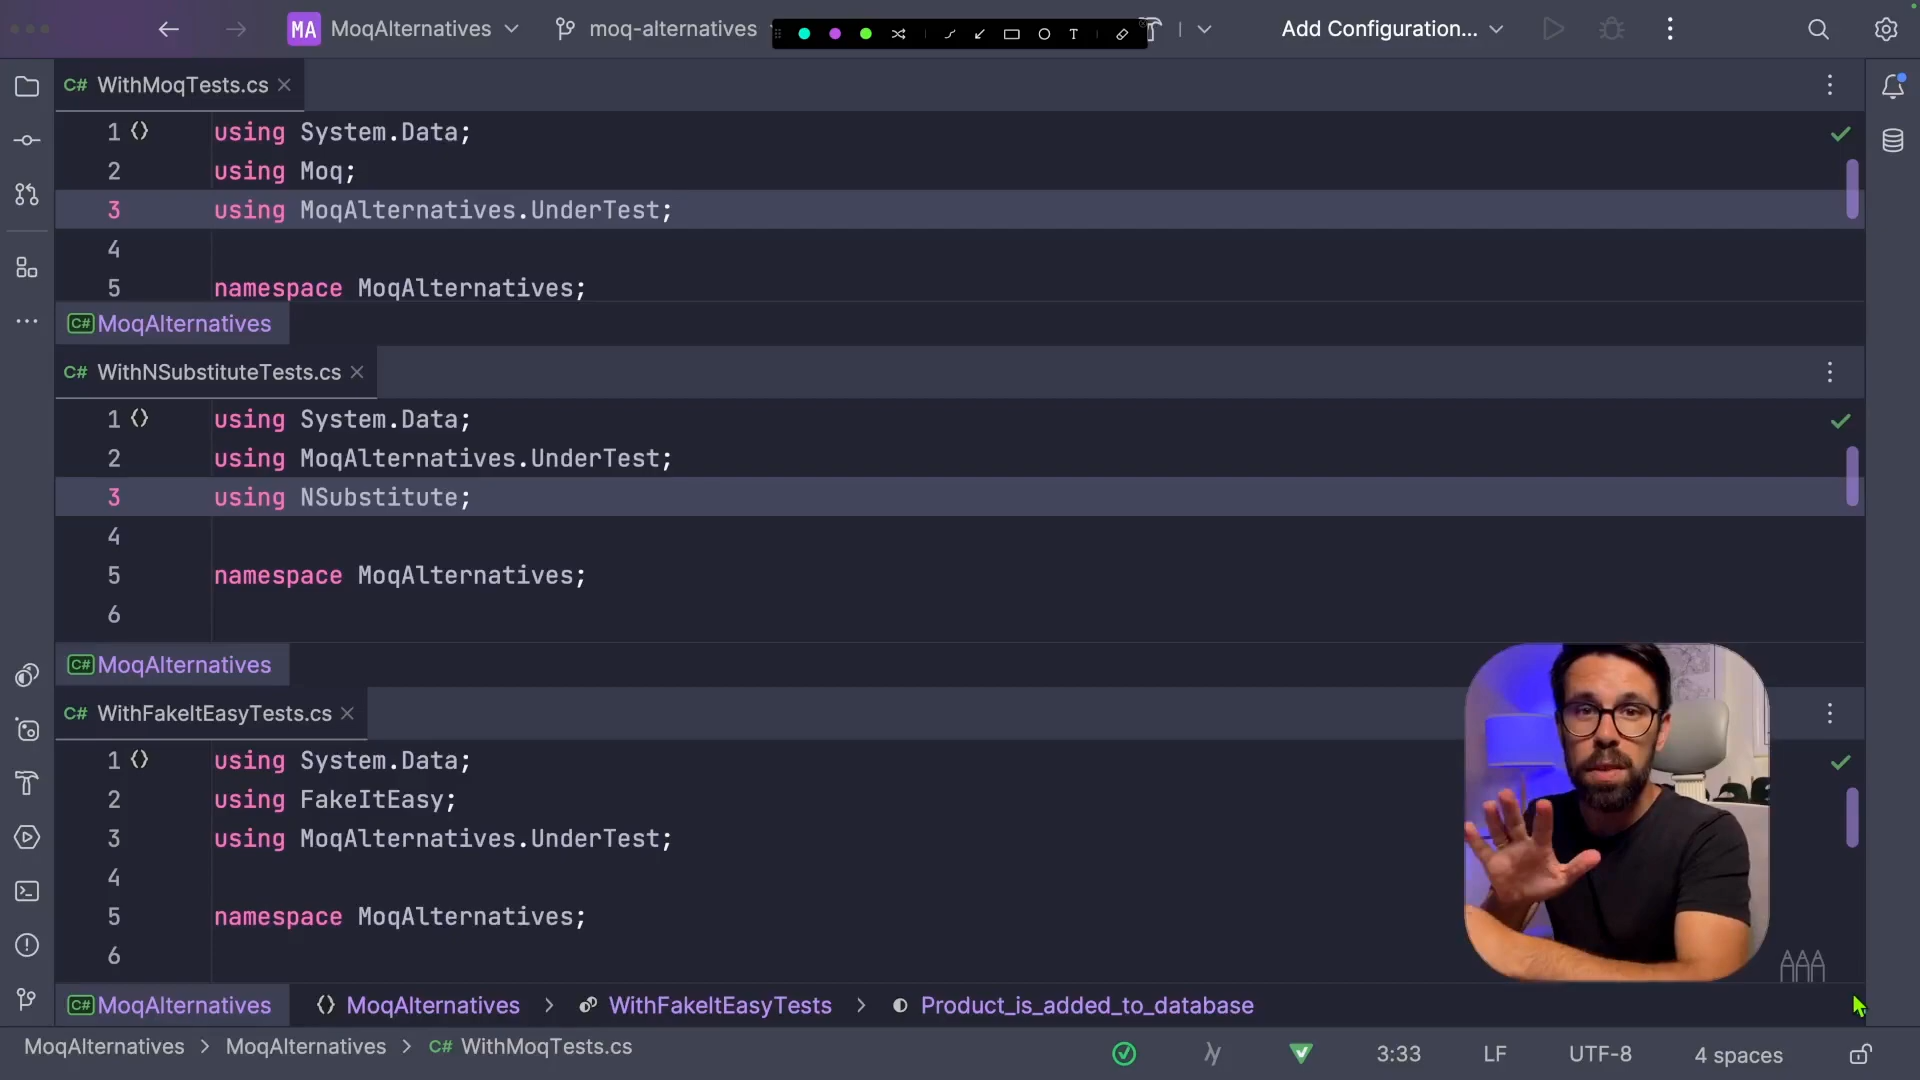 MA MoqAlternatives moq-alternatives T Add Configuration...
C# WithMoqTests.cs
1 using System.Data;
2 using Moq;
3 using MoqAlternatives.UnderTest;
4
5 namespace MoqAlternatives;
C# MoqAlternatives
C# WithNSubstituteTests.cs
1 using System.Data;
2 using MoqAlternatives.UnderTest;
3 using NSubstitute;
4
5 namespace MoqAlternatives;
6
C# MoqAlternatives
C# WithFakeItEasyTests.cs
1 using System.Data;
2 using FakeItEasy;
3 using MoqAlternatives.UnderTest;
4
5 namespace MoqAlternatives;
6
C# MoqAlternatives () MoqAlternatives > WithFakeItEasyTests > Product_is_added_to_database
MoqAlternatives > MoqAlternatives > C# WithMoqTests.cs 3:33 LF UTF-8 4 spaces